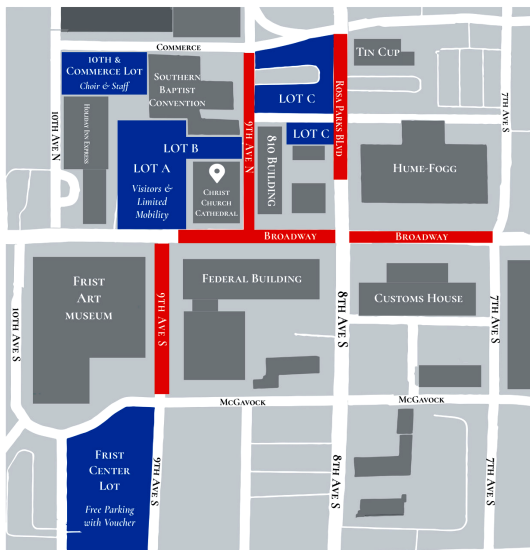 Commerce
10th &
Commerce Lot
Choir & Staff
Southern
Baptist
Convention
Tin Cup
LOT C
Rosa Parks Blvd
7th Ave S
10th Ave N
Holiday Inn Express
9th Ave N
LOT C
LOT B
LOT A
Visitors &
Limited
Mobility
810 Building
Hume-Fogg
Christ
Church
Cathedral
Broadway
Broadway
Frist
Art
museum
Federal Building
Customs House
10th Ave S
9th Ave S
8th Ave S
7th Ave S
McGavock
McGavock
Frist
Center
Lot
Free Parking
with Voucher
9th Ave S
8th Ave S
7th Ave S